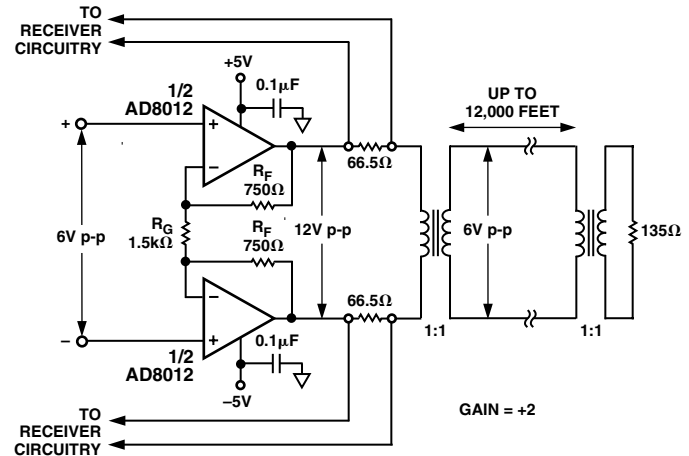 TO
RECEIVER
CIRCUITRY
+5V
1/2
AD8012
0.1µF
+
+
–
RF
750Ω
66.5Ω
UP TO
12,000 FEET
6V p-p
RG
1.5kΩ
RF
750Ω
12V p-p
6V p-p
135Ω
–
+
–
66.5Ω
1:1
1:1
1/2
AD8012
0.1µF
–5V
GAIN = +2
TO
RECEIVER
CIRCUITRY